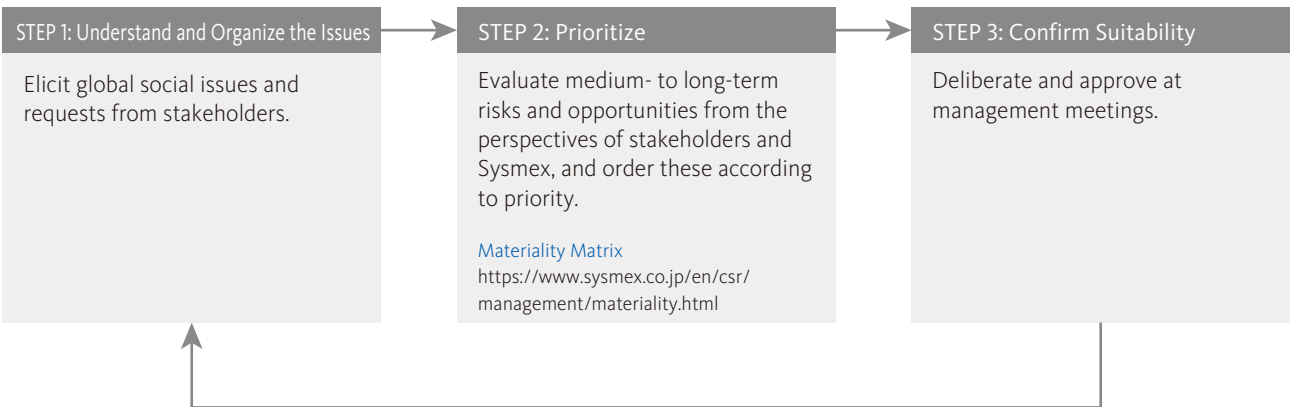 STEP 1: Understand and Organize the Issues
Elicit global social issues and
requests from stakeholders.
STEP 2: Prioritize
Evaluate medium- to long-term
risks and opportunities from the
perspectives of stakeholders and
Sysmex, and order these according
to priority.
Materiality Matrix
https://www.sysmex.co.jp/en/csr/
management/materiality.html
STEP 3: Confirm Suitability
Deliberate and approve at
management meetings.